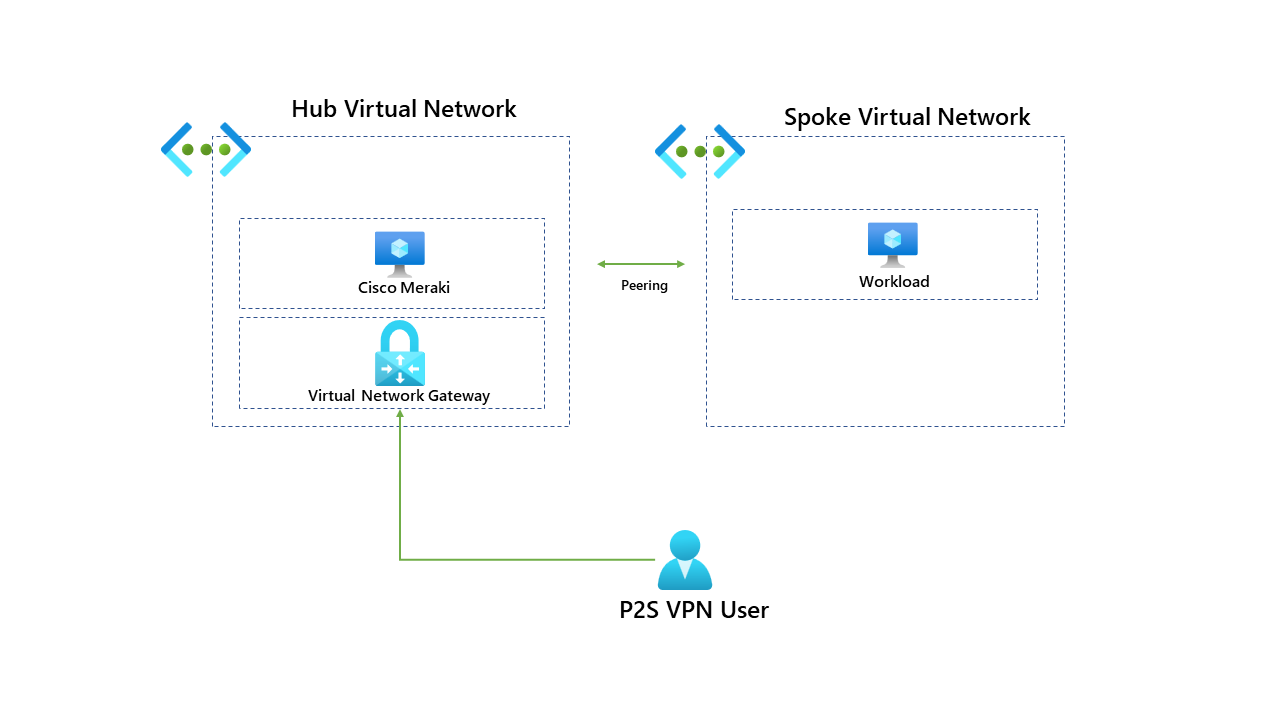 Hub Virtual Network
Spoke Virtual Network
Cisco Meraki
Workload
Peering
Virtual Network Gateway
P2S VPN User